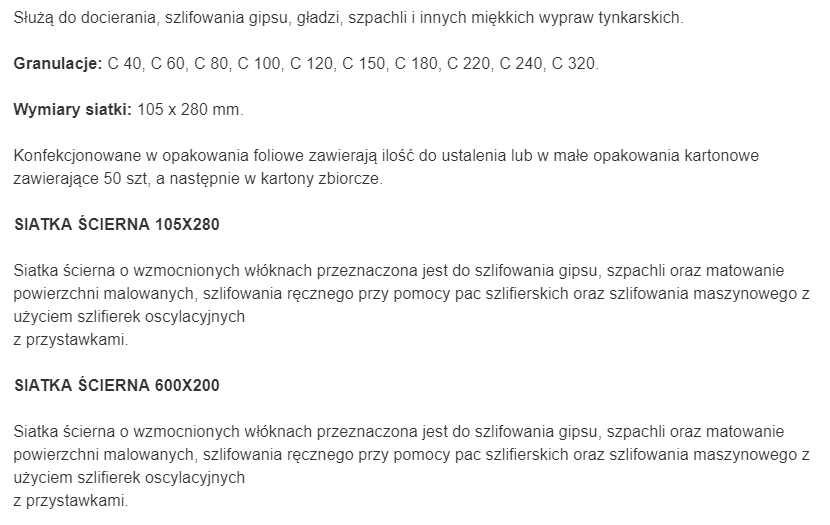 Służą do docierania, szlifowania gipsu, gładzi, szpachli i innych miękkich wypraw tynkarskich.
Granulacje: C 40, C 60, C 80, C 100, C 120, C 150, C 180, C 220, C 240, C 320.
Wymiary siatki: 105 x 280 mm.
Konfekcjonowane w opakowania foliowe zawierają ilość do ustalenia lub w małe opakowania kartonowe
zawierające 50 szt, a następnie w kartony zbiorcze.
SIATKA ŚCIERNA 105X280
Siatka ścierna o wzmocnionych włóknach przeznaczona jest do szlifowania gipsu, szpachli oraz matowanie
powierzchni malowanych, szlifowania ręcznego przy pomocy pac szlifierskich oraz szlifowania maszynowego z
użyciem szlifierek oscylacyjnych
z przystawkami.
SIATKA ŚCIERNA 600X200
Siatka ścierna o wzmocnionych włóknach przeznaczona jest do szlifowania gipsu, szpachli oraz matowanie
powierzchni malowanych, szlifowania ręcznego przy pomocy pac szlifierskich oraz szlifowania maszynowego z
użyciem szlifierek oscylacyjnych
z przystawkami.